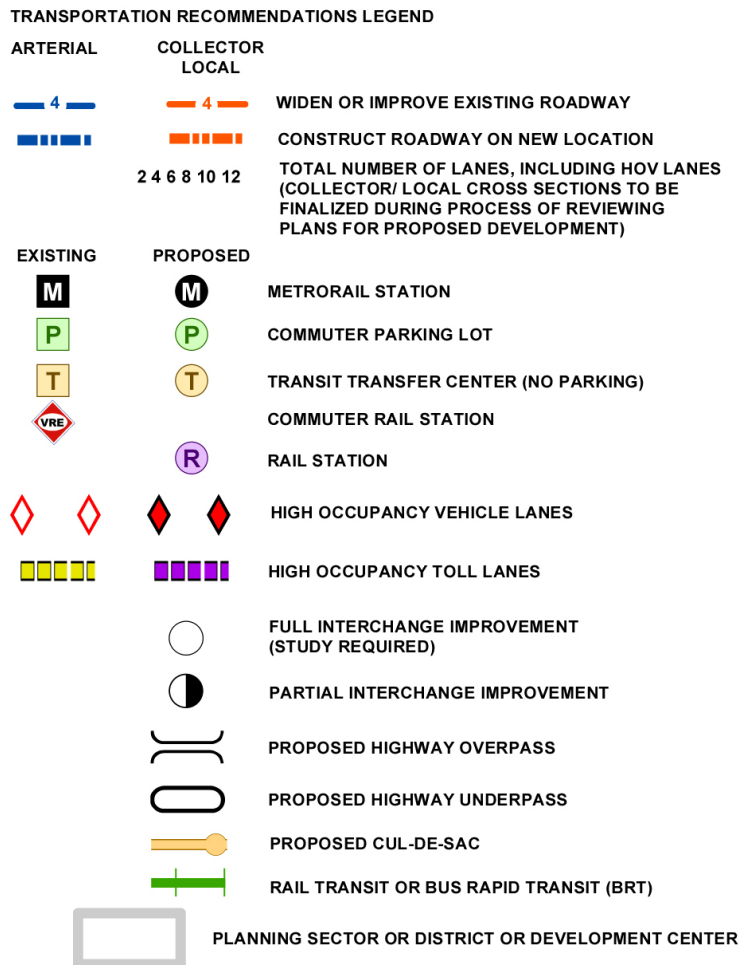 TRANSPORTATION RECOMMENDATIONS LEGEND
ARTERIAL
COLLECTOR
LOCAL
4
4
WIDEN OR IMPROVE EXISTING ROADWAY
CONSTRUCT ROADWAY ON NEW LOCATION
2 4 6 8 10 12
TOTAL NUMBER OF LANES, INCLUDING HOV LANES
(COLLECTOR/ LOCAL CROSS SECTIONS TO BE
FINALIZED DURING PROCESS OF REVIEWING
PLANS FOR PROPOSED DEVELOPMENT)
EXISTING
PROPOSED
M
M
METRORAIL STATION
P
P
COMMUTER PARKING LOT
T
T
TRANSIT TRANSFER CENTER (NO PARKING)
VRE
COMMUTER RAIL STATION
R
RAIL STATION
HIGH OCCUPANCY VEHICLE LANES
HIGH OCCUPANCY TOLL LANES
FULL INTERCHANGE IMPROVEMENT
(STUDY REQUIRED)
PARTIAL INTERCHANGE IMPROVEMENT
PROPOSED HIGHWAY OVERPASS
PROPOSED HIGHWAY UNDERPASS
PROPOSED CUL-DE-SAC
RAIL TRANSIT OR BUS RAPID TRANSIT (BRT)
PLANNING SECTOR OR DISTRICT OR DEVELOPMENT CENTER